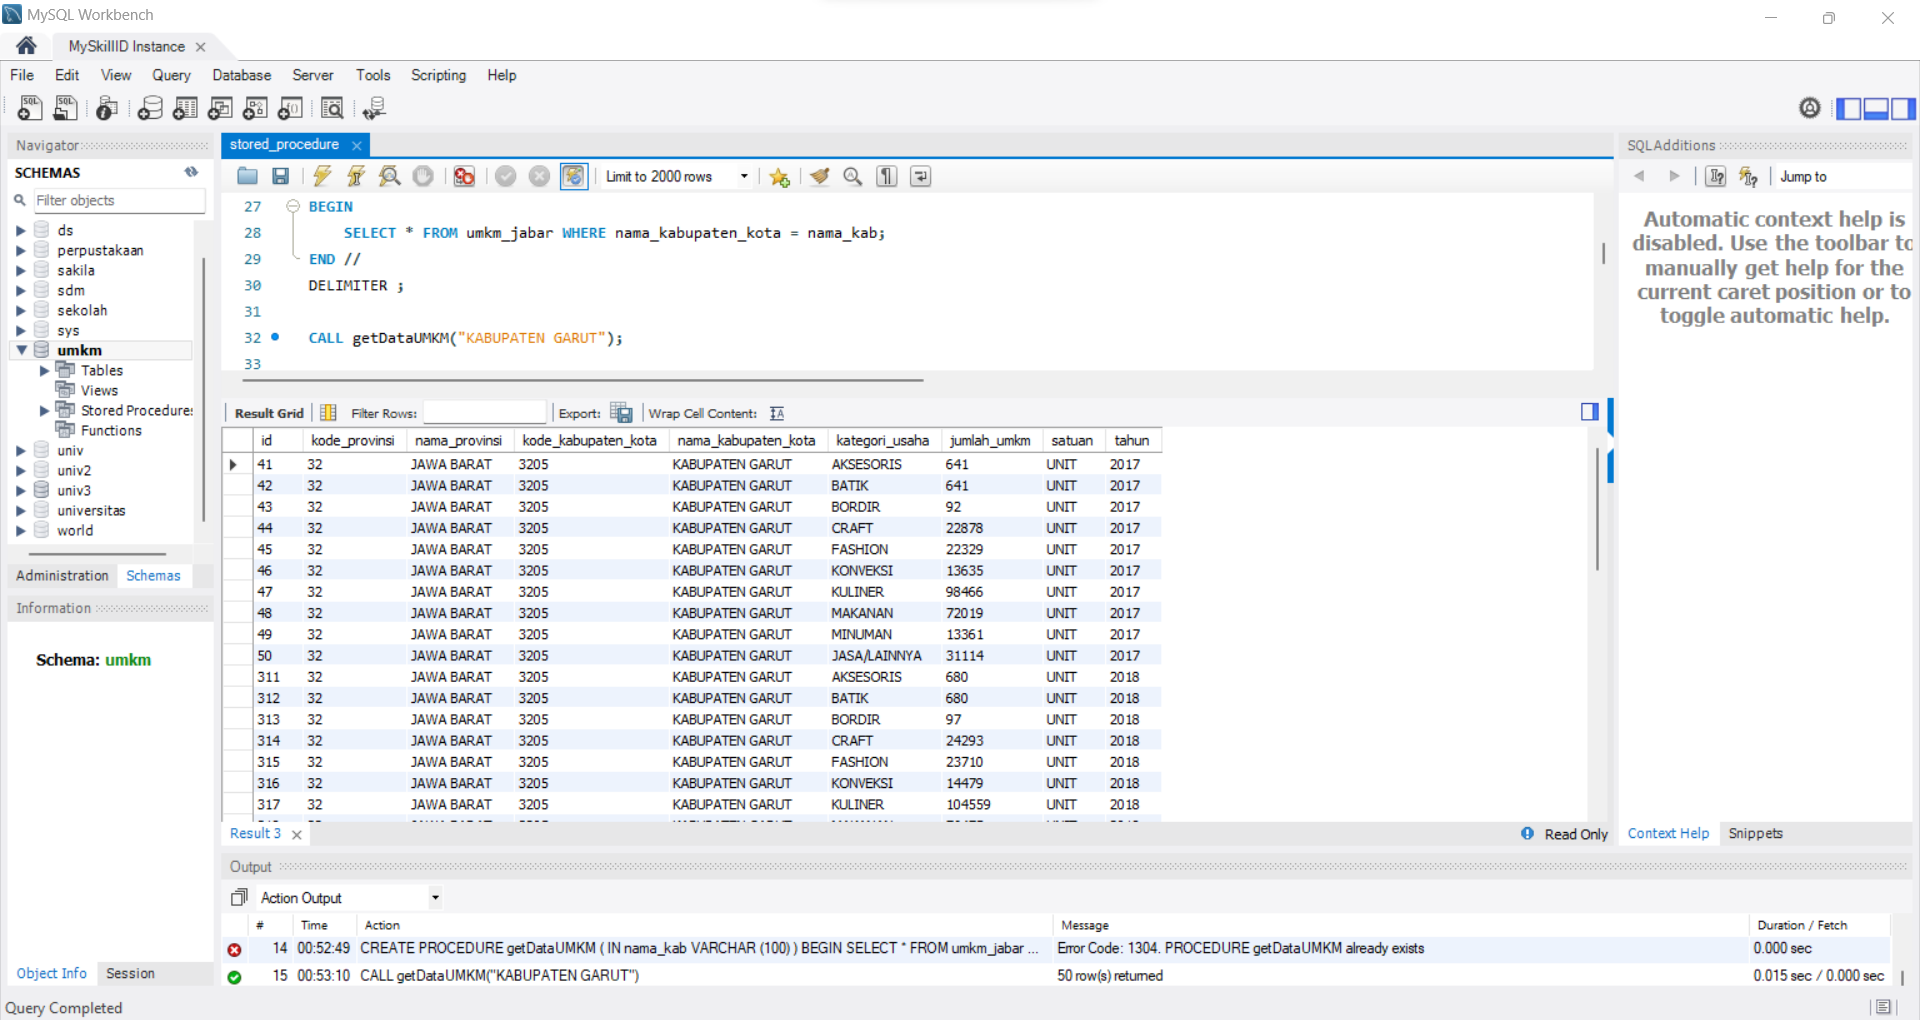 MySQL Workbench
MySkillID Instance
File Edit View Query Database Server Tools Scripting Help
Navigator
SCHEMAS
Filter objects
ds
perpustakaan
sakila
sdm
sekolah
sys
umkm
Tables
Views
Stored Procedures
Functions
univ
univ2
univ3
universitas
world
Administration Schemas
Information
Schema: umkm
Object Info Session
stored_procedure
Limit to 2000 rows
27 BEGIN
28 SELECT * FROM umkm_jabar WHERE nama_kabupaten_kota = nama_kab;
29 END //
30 DELIMITER ;
31
32 CALL getDataUMKM("KABUPATEN GARUT");
33
Result Grid Filter Rows: Export: Wrap Cell Content:
id kode_provinsi nama_provinsi kode_kabupaten_kota nama_kabupaten_kota kategori_usaha jumlah_umkm satuan tahun
41 32 JAWA BARAT 3205 KABUPATEN GARUT AKSESORIS 641 UNIT 2017
42 32 JAWA BARAT 3205 KABUPATEN GARUT BATIK 641 UNIT 2017
43 32 JAWA BARAT 3205 KABUPATEN GARUT BORDIR 92 UNIT 2017
44 32 JAWA BARAT 3205 KABUPATEN GARUT CRAFT 22878 UNIT 2017
45 32 JAWA BARAT 3205 KABUPATEN GARUT FASHION 22329 UNIT 2017
46 32 JAWA BARAT 3205 KABUPATEN GARUT KONVEKSI 13635 UNIT 2017
47 32 JAWA BARAT 3205 KABUPATEN GARUT KULINER 98466 UNIT 2017
48 32 JAWA BARAT 3205 KABUPATEN GARUT MAKANAN 72019 UNIT 2017
49 32 JAWA BARAT 3205 KABUPATEN GARUT MINUMAN 13361 UNIT 2017
50 32 JAWA BARAT 3205 KABUPATEN GARUT JASA/LAINNYA 31114 UNIT 2017
311 32 JAWA BARAT 3205 KABUPATEN GARUT AKSESORIS 680 UNIT 2018
312 32 JAWA BARAT 3205 KABUPATEN GARUT BATIK 680 UNIT 2018
313 32 JAWA BARAT 3205 KABUPATEN GARUT BORDIR 97 UNIT 2018
314 32 JAWA BARAT 3205 KABUPATEN GARUT CRAFT 24293 UNIT 2018
315 32 JAWA BARAT 3205 KABUPATEN GARUT FASHION 23710 UNIT 2018
316 32 JAWA BARAT 3205 KABUPATEN GARUT KONVEKSI 14479 UNIT 2018
317 32 JAWA BARAT 3205 KABUPATEN GARUT KULINER 104559 UNIT 2018
Result 3 Read Only
SQLAdditions
Jump to
Automatic context help is
disabled. Use the toolbar to
manually get help for the
current caret position or to
toggle automatic help.
Context Help Snippets
Output
Action Output
# Time Action Message Duration / Fetch
14 00:52:49 CREATE PROCEDURE getDataUMKM ( IN nama_kab VARCHAR (100) ) BEGIN SELECT * FROM umkm_jabar ... Error Code: 1304. PROCEDURE getDataUMKM already exists 0.000 sec
15 00:53:10 CALL getDataUMKM("KABUPATEN GARUT") 50 row(s) returned 0.015 sec / 0.000 sec
Query Completed